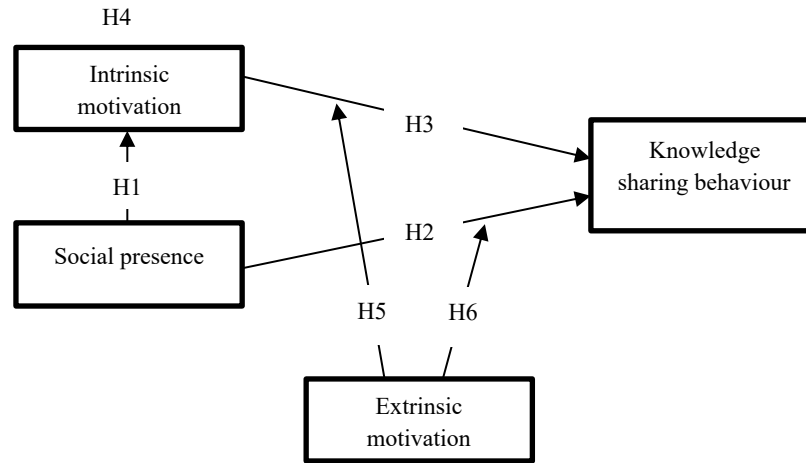 H4
Intrinsic
motivation
H3
Knowledge
sharing behaviour
H1
Social presence
H2
H5
H6
Extrinsic
motivation